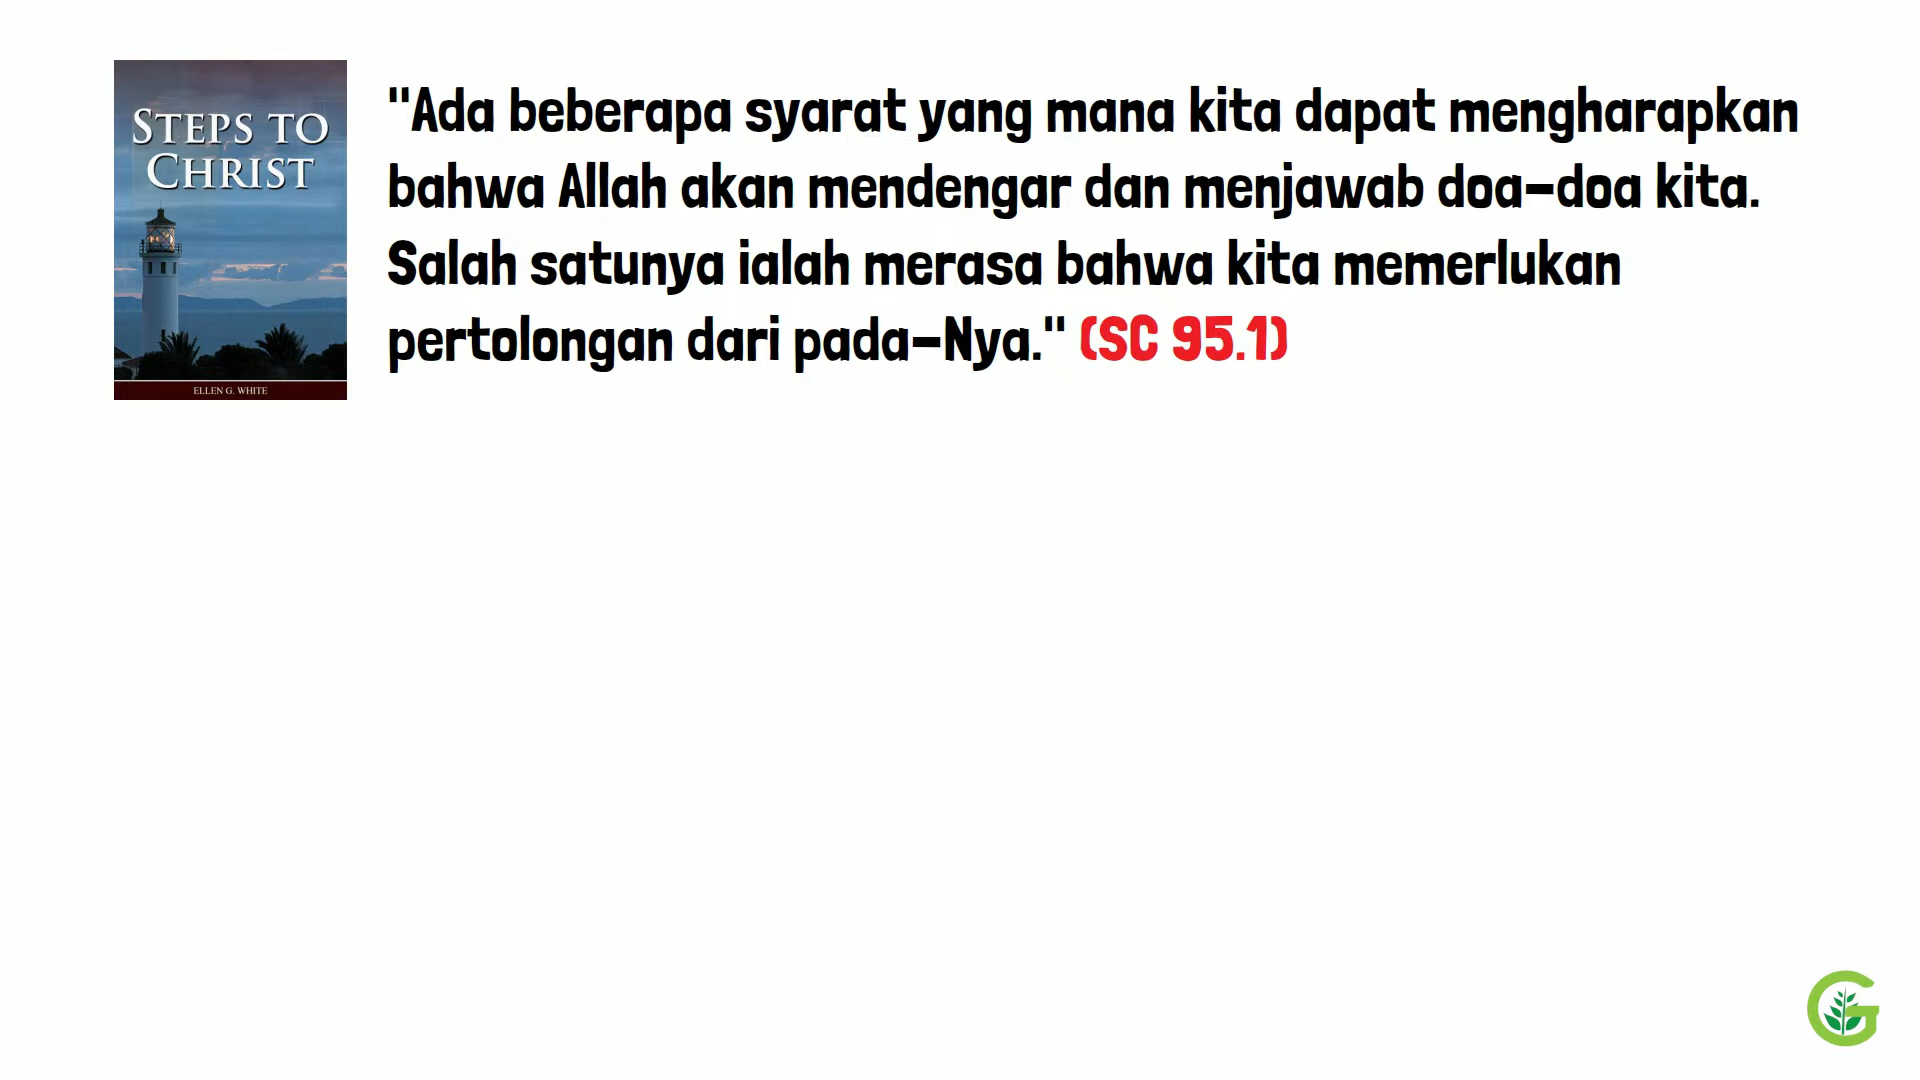 STEPS TO
CHRIST
ELLEN G. WHITE
"Ada beberapa syarat yang mana kita dapat mengharapkan
bahwa Allah akan mendengar dan menjawab doa-doa kita.
Salah satunya ialah merasa bahwa kita memerlukan
pertolongan dari pada-Nya." (SC 95.1)
G